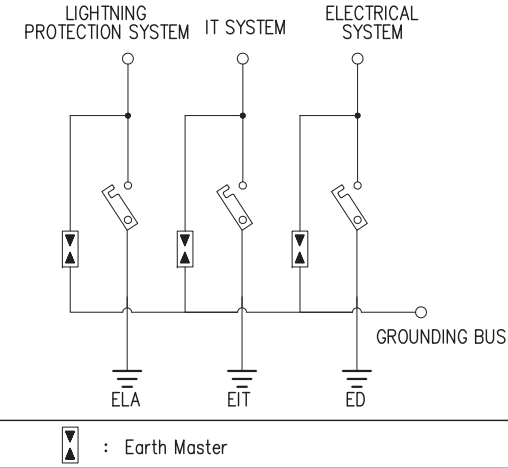 LIGHTNING
PROTECTION SYSTEM
IT SYSTEM
ELECTRICAL
SYSTEM
GROUNDING BUS
ELA
EIT
ED
: Earth Master